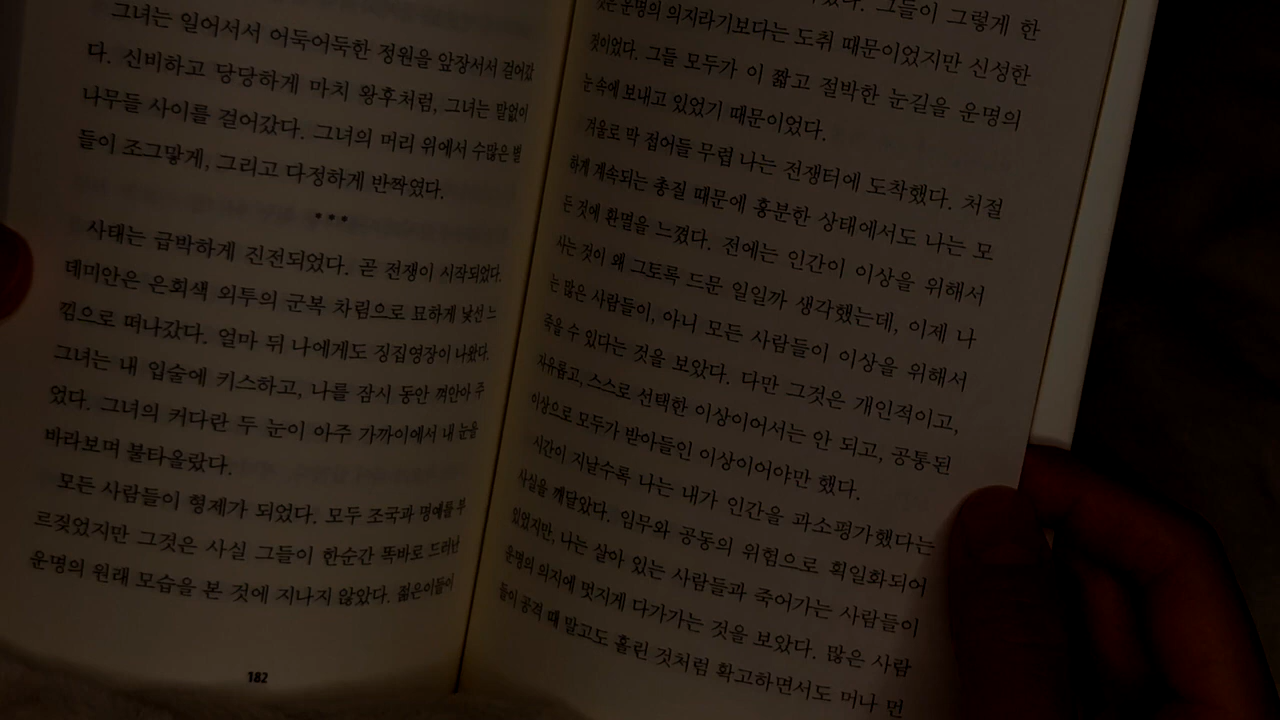 그녀는 일어서서 어둑어둑한 정원을 앞장서서 걸어갔
다. 신비하고 당당하게 마치 왕후처럼, 그녀는 말없이
나무들 사이를 걸어갔다. 그녀의 머리 위에서 수많은 별
들이 조그맣게, 그리고 다정하게 반짝였다.
•••
사태는 급박하게 진전되었다. 곧 전쟁이 시작되었다.
데미안은 은회색 외투의 군복 차림으로 묘하게 낯선 느
낌으로 떠나갔다. 얼마 뒤 나에게도 징집영장이 나왔다.
그녀는 내 입술에 키스하고, 나를 잠시 동안 껴안아 주
었다. 그녀의 커다란 두 눈이 아주 가까이에서 내 눈을
바라보며 불타올랐다.
모든 사람들이 형제가 되었다. 모두 조국과 명예를 부
르짖었지만 그것은 사실 그들이 한순간 똑바로 드러난
운명의 원래 모습을 본 것에 지나지 않았다. 젊은이들이
182
그들이 그렇게 한
것은 운명의 의지라기보다는 도취 때문이었지만 신성한
것이었다. 그들 모두가 이 짧고 절박한 눈길을 운명의
눈 속에 보내고 있었기 때문이었다.
겨울로 막 접어들 무렵 나는 전쟁터에 도착했다. 처절
하게 계속되는 총질 때문에 흥분한 상태에서도 나는 모
든 것에 환멸을 느꼈다. 전에는 인간이 이상을 위해서
사는 것이 왜 그토록 드문 일일까 생각했는데, 이제 나
는 많은 사람들이, 아니 모든 사람들이 이상을 위해서
죽을 수 있다는 것을 보았다. 다만 그것은 개인적이고,
자유롭고, 스스로 선택한 이상이어서는 안 되고, 공통된
이상으로 모두가 받아들인 이상이어야만 했다.
시간이 지날수록 나는 내가 인간을 과소평가했다는
사실을 깨달았다. 임무와 공동의 위험으로 획일화되어
있었지만, 나는 살아 있는 사람들과 죽어가는 사람들이
운명의 의지에 멋지게 다가가는 것을 보았다. 많은 사람
들이 공격 때 말고도 홀린 것처럼 확고하면서도 머나 먼